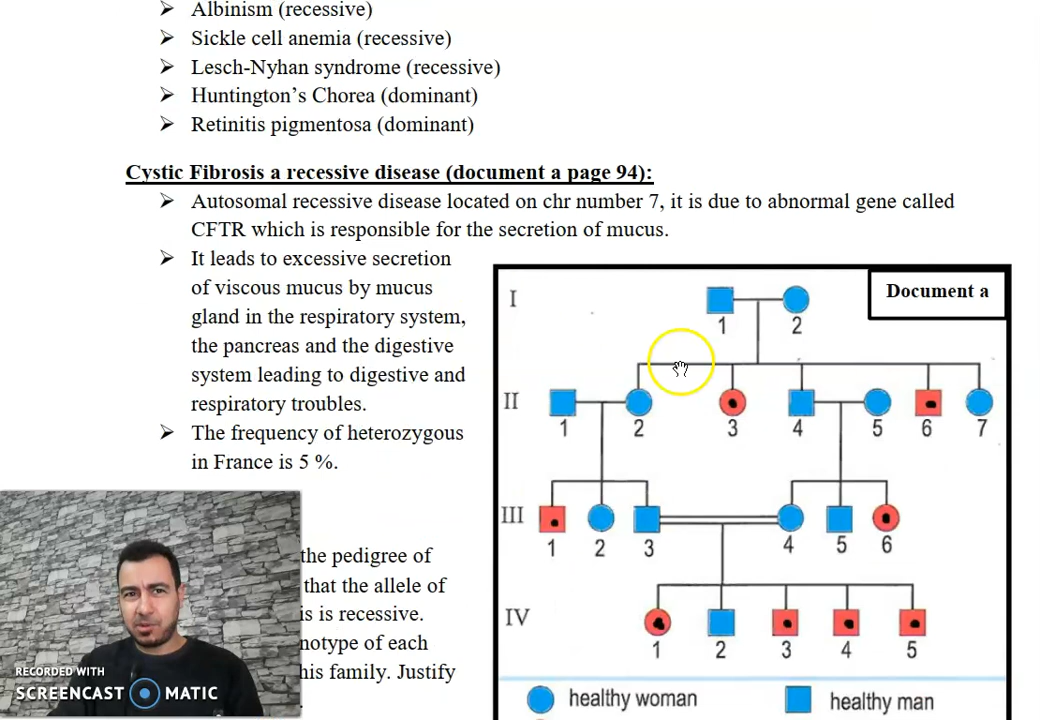 ➢ Albinism (recessive)
➢ Sickle cell anemia (recessive)
➢ Lesch-Nyhan syndrome (recessive)
➢ Huntington’s Chorea (dominant)
➢ Retinitis pigmentosa (dominant)
Cystic Fibrosis a recessive disease (document a page 94):
➢ Autosomal recessive disease located on chr number 7, it is due to abnormal gene called
CFTR which is responsible for the secretion of mucus.
➢ It leads to excessive secretion
of viscous mucus by mucus
gland in the respiratory system,
the pancreas and the digestive
system leading to digestive and
respiratory troubles.
➢ The frequency of heterozygous
in France is 5 %.
the pedigree of
that the allele of
is is recessive.
notype of each
his family. Justify
Document a
I
1 2
II
1 2 3 4 5 6 7
III
1 2 3 4 5 6
IV
1 2 3 4 5
healthy woman healthy man
RECORDED WITH
SCREENCAST MATIC